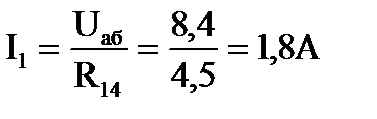 I₁ = Uаб / R₁₄ = 8,4 / 4,5 = 1,8А